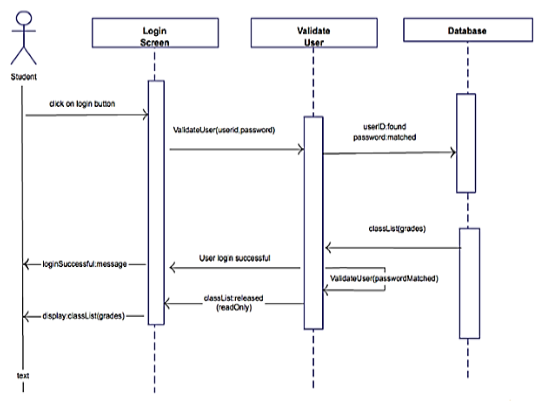 Login
Screen
Validate
User
Database
Student
click on login button
ValidateUser(userid,password)
userID:found
password:matched
classList(grades)
User login successful
loginSuccessful:message
ValidateUser(passwordMatched)
classList:released
(readOnly)
display:classList(grades)
text